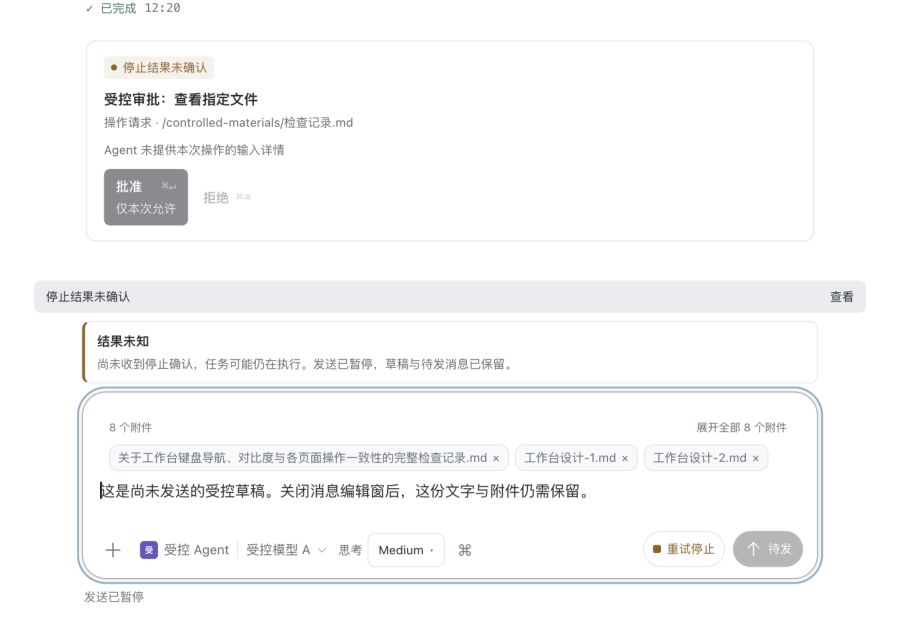 ✓ 已完成 12:20
停止结果未确认
受控审批：查看指定文件
操作请求 · /controlled-materials/检查记录.md
Agent 未提供本次操作的输入详情
批准 ⌘↵
仅本次允许
拒绝 ⌘⌫
停止结果未确认 查看
结果未知
尚未收到停止确认，任务可能仍在执行。发送已暂停，草稿与待发消息已保留。
8 个附件 展开全部 8 个附件
关于工作台键盘导航、对比度与各页面操作一致性的完整检查记录.md × 工作台设计-1.md × 工作台设计-2.md ×
这是尚未发送的受控草稿。关闭消息编辑窗后，这份文字与附件仍需保留。
受 受控 Agent 受控模型 A 思考 Medium · ⌘ 重试停止 ↑ 待发
发送已暂停